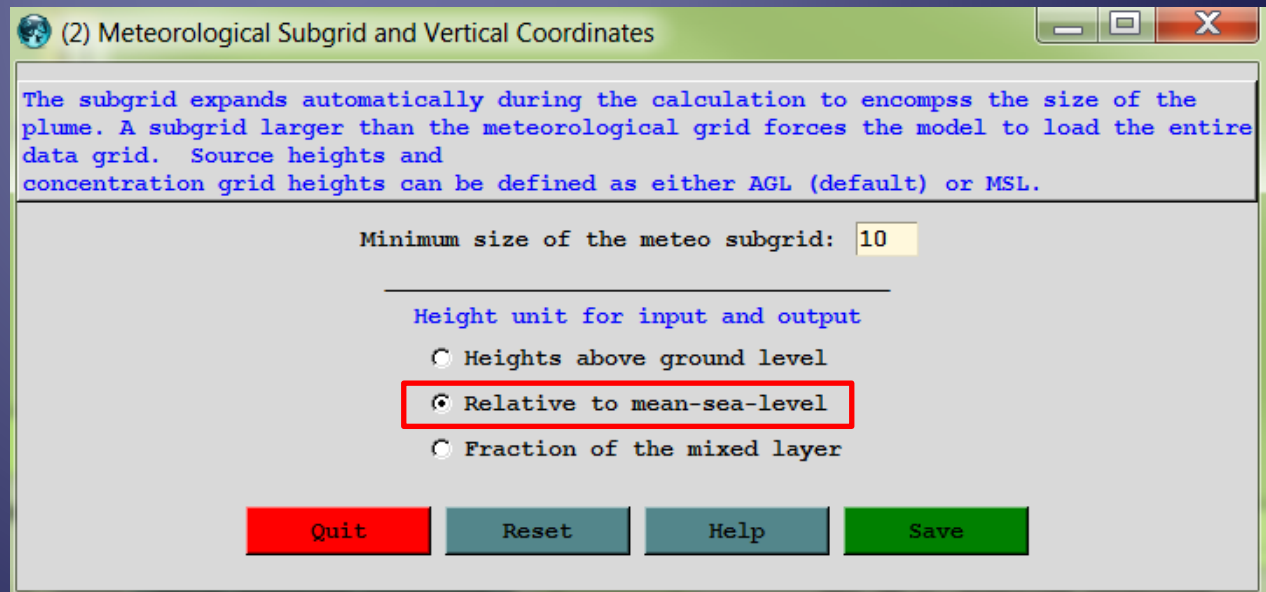 (2) Meteorological Subgrid and Vertical Coordinates
The subgrid expands automatically during the calculation to encompss the size of the
plume. A subgrid larger than the meteorological grid forces the model to load the entire
data grid.  Source heights and
concentration grid heights can be defined as either AGL (default) or MSL.
Minimum size of the meteo subgrid: 10
Height unit for input and output
Heights above ground level
Relative to mean-sea-level
Fraction of the mixed layer
Quit Reset Help Save